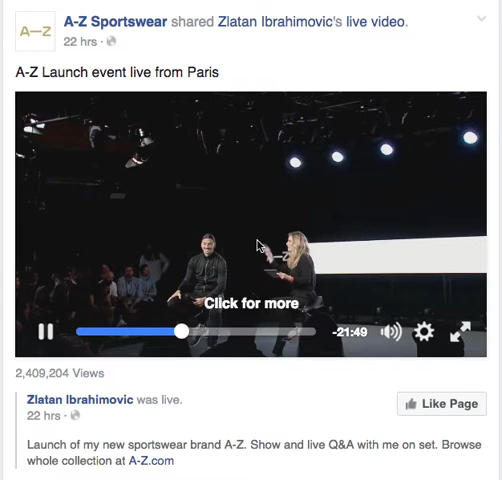 A—Z
A-Z Sportswear shared Zlatan Ibrahimovic's live video.
22 hrs ·
A-Z Launch event live from Paris
Click for more
-21:49
2,409,204 Views
Zlatan Ibrahimovic was live.
22 hrs ·
Like Page
Launch of my new sportswear brand A-Z. Show and live Q&A with me on set. Browse
whole collection at A-Z.com